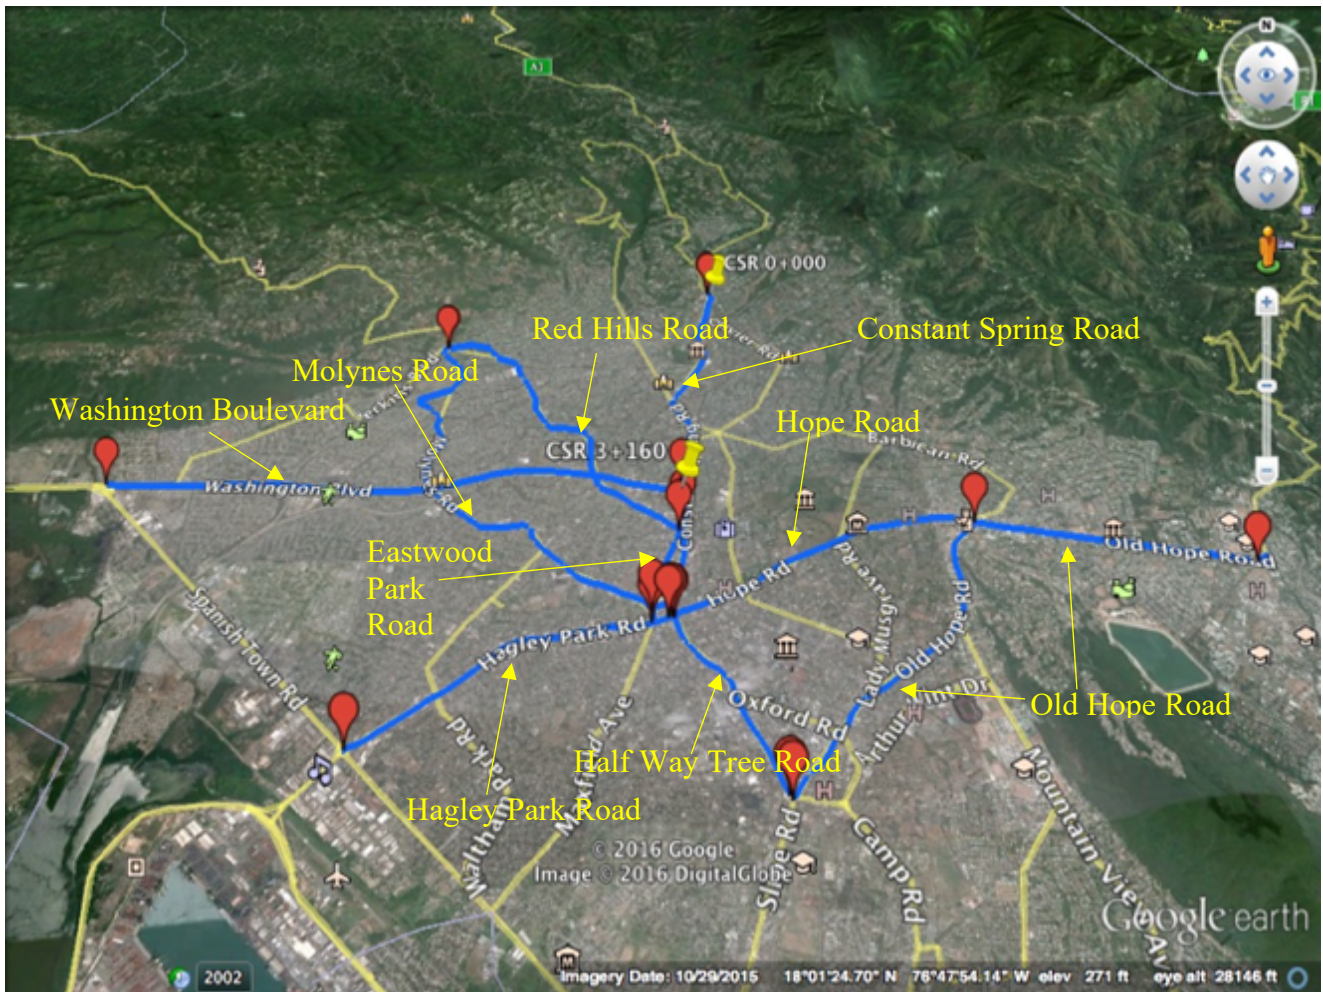 N
A3
CSR 0+000
Red Hills Road
Constant Spring Road
Molynes Road
Washington Boulevard
Hope Road
Barbican Rd
CSR 3+160
Washington Blvd
Eastwood
Park
Road
Old Hope Road
Hope Rd
Hagley Park Rd
Spanish Town Rd
Old Hope Rd
Oxford Rd
Old Hope Road
Half Way Tree Road
Hagley Park Road
Maxfield Ave
Slipe Rd
Camp Rd
Mountain View Av
© 2016 Google
Image © 2016 DigitalGlobe
Google earth
2002
Imagery Date: 10/29/2015 18°01'24.70" N 76°47'54.14" W elev 271 ft eye alt 28146 ft